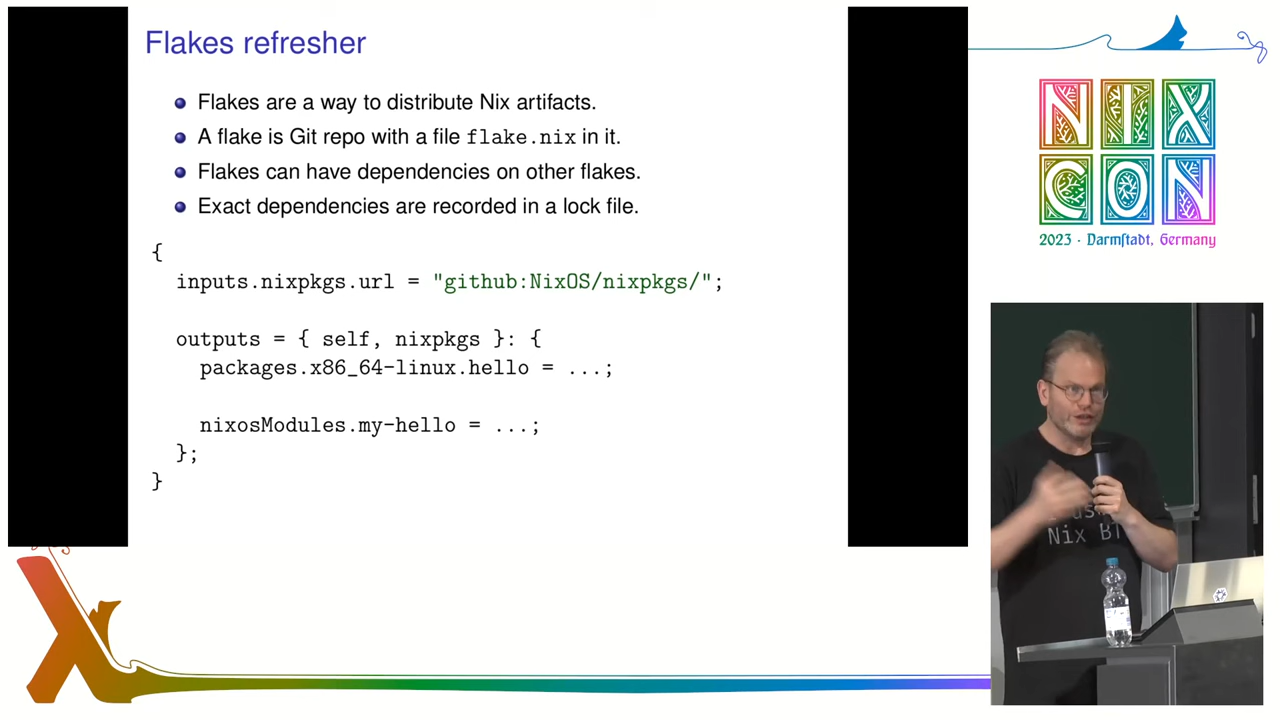 Flakes refresher
Flakes are a way to distribute Nix artifacts.
A flake is Git repo with a file flake.nix in it.
Flakes can have dependencies on other flakes.
Exact dependencies are recorded in a lock file.
{
inputs.nixpkgs.url = "github:NixOS/nixpkgs/";
outputs = { self, nixpkgs }: {
packages.x86_64-linux.hello = ...;
nixosModules.my-hello = ...;
};
}
NIX
CON
2023 · Darmſtadt, Germany
Nix